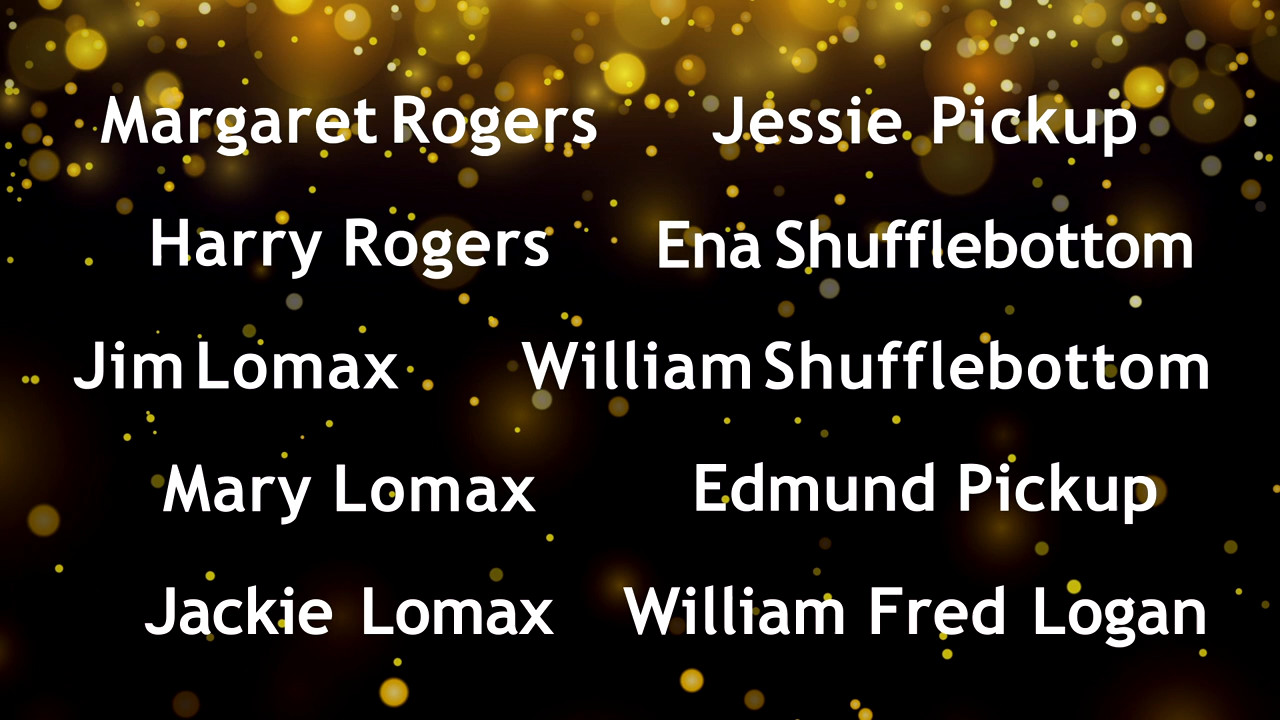 Margaret Rogers Jessie Pickup
Harry Rogers Ena Shufflebottom
Jim Lomax William Shufflebottom
Mary Lomax Edmund Pickup
Jackie Lomax William Fred Logan